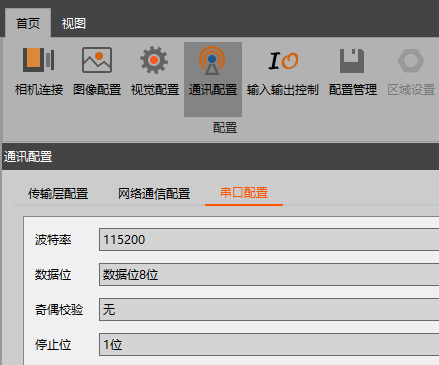 首页 视图
相机连接 图像配置 视觉配置 通讯配置 输入输出控制 配置管理 区域设置
配置
通讯配置
传输层配置 网络通信配置 串口配置
波特率 115200
数据位 数据位8位
奇偶校验 无
停止位 1位